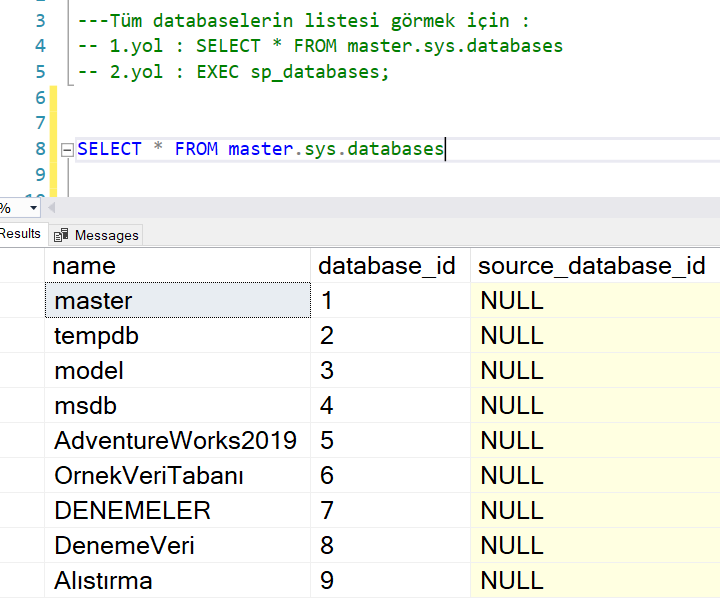 3 ---Tüm databaselerin listesi görmek için :
4 -- 1.yol : SELECT * FROM master.sys.databases
5 -- 2.yol : EXEC sp_databases;
6
7
8 SELECT * FROM master.sys.databases
9
10
%
Results Messages
name database_id source_database_id
master 1 NULL
tempdb 2 NULL
model 3 NULL
msdb 4 NULL
AdventureWorks2019 5 NULL
OrnekVeriTabanı 6 NULL
DENEMELER 7 NULL
DenemeVeri 8 NULL
Alıstırma 9 NULL